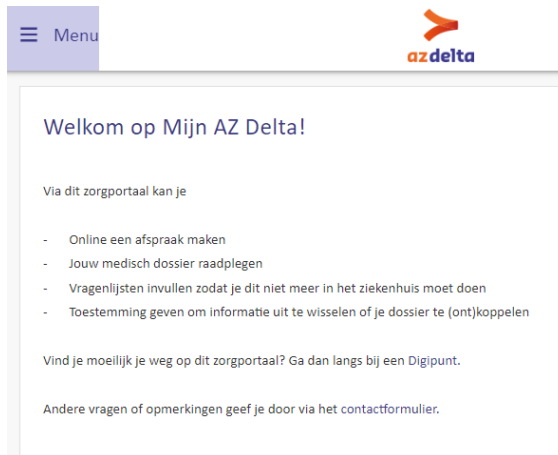 ☰ Menu
azdelta
Welkom op Mijn AZ Delta!
Via dit zorgportaal kan je
- Online een afspraak maken
- Jouw medisch dossier raadplegen
- Vragenlijsten invullen zodat je dit niet meer in het ziekenhuis moet doen
- Toestemming geven om informatie uit te wisselen of je dossier te (ont)koppelen
Vind je moeilijk je weg op dit zorgportaal? Ga dan langs bij een Digipunt.
Andere vragen of opmerkingen geef je door via het contactformulier.